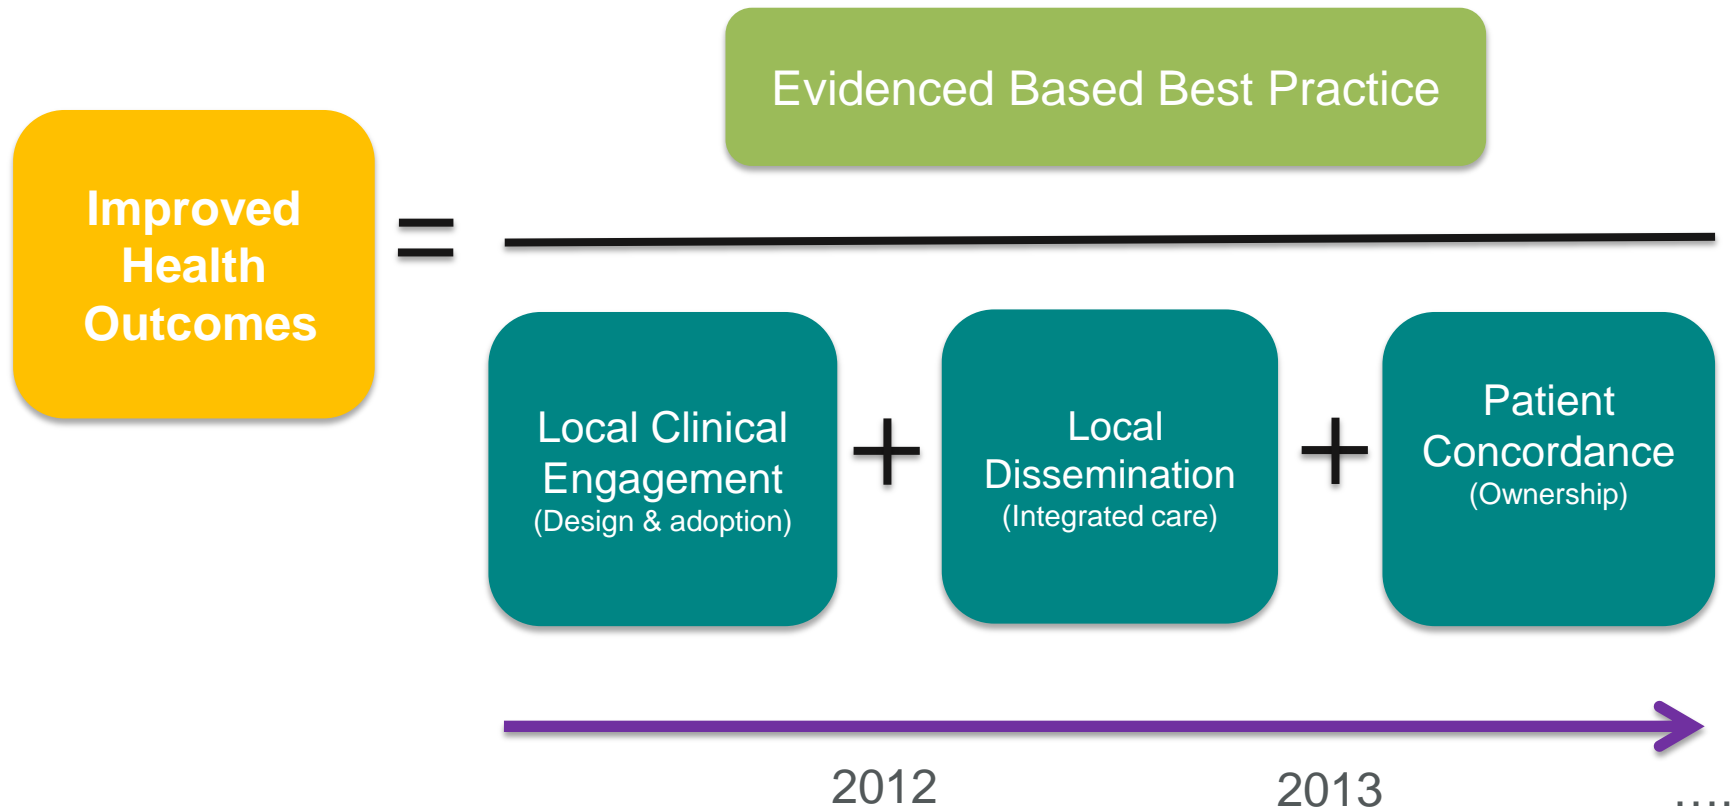 Evidenced Based Best Practice
Improved
Health
Outcomes
=
Local Clinical
Engagement
(Design & adoption)
+
Local
Dissemination
(Integrated care)
+
Patient
Concordance
(Ownership)
2012
2013
....